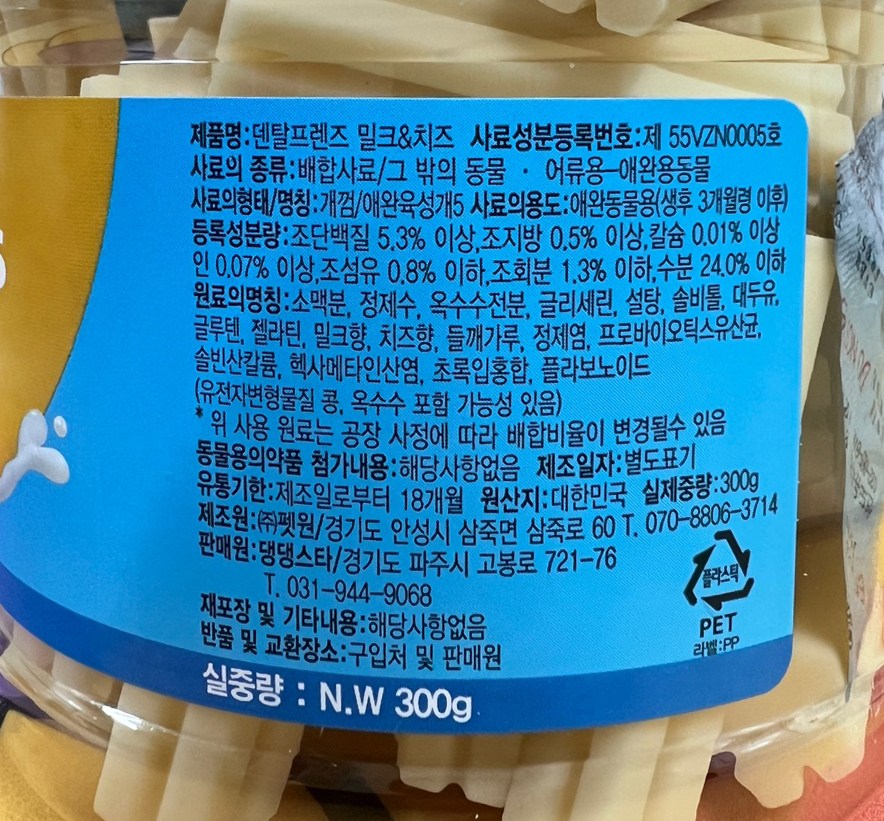 제품명:덴탈프렌즈 밀크&치즈 사료성분등록번호:제 55VZN0005호
사료의 종류:배합사료/그 밖의 동물 · 어류용-애완용동물
사료의형태/명칭:개껌/애완육성개5 사료의용도:애완동물용(생후 3개월령 이후)
등록성분량:조단백질 5.3% 이상,조지방 0.5% 이상,칼슘 0.01% 이상
인 0.07% 이상,조섬유 0.8% 이하,조회분 1.3% 이하,수분 24.0% 이하
원료의명칭:소맥분, 정제수, 옥수수전분, 글리세린, 설탕, 솔비톨, 대두유,
글루텐, 젤라틴, 밀크향, 치즈향, 들깨가루, 정제염, 프로바이오틱스유산균,
솔빈산칼륨, 헥사메타인산염, 초록입홍합, 플라보노이드
(유전자변형물질 콩, 옥수수 포함 가능성 있음)
* 위 사용 원료는 공장 사정에 따라 배합비율이 변경될수 있음
동물용의약품 첨가내용:해당사항없음 제조일자:별도표기
유통기한:제조일로부터 18개월 원산지:대한민국 실제중량:300g
제조원:㈜펫원/경기도 안성시 삼죽면 삼죽로 60 T. 070-8806-3714
판매원:댕댕스타/경기도 파주시 고봉로 721-76
T. 031-944-9068
재포장 및 기타내용:해당사항없음
반품 및 교환장소:구입처 및 판매원
플라스틱
PET
라벨:PP
실중량 : N.W 300g